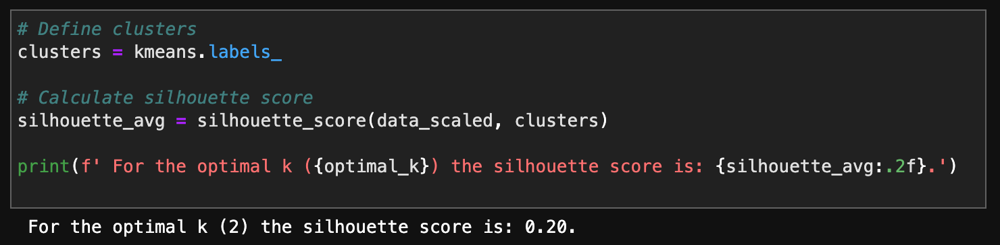 # Define clusters
clusters = kmeans.labels_
# Calculate silhouette score
silhouette_avg = silhouette_score(data_scaled, clusters)
print(f' For the optimal k ({optimal_k}) the silhouette score is: {silhouette_avg:.2f}.')
For the optimal k (2) the silhouette score is: 0.20.